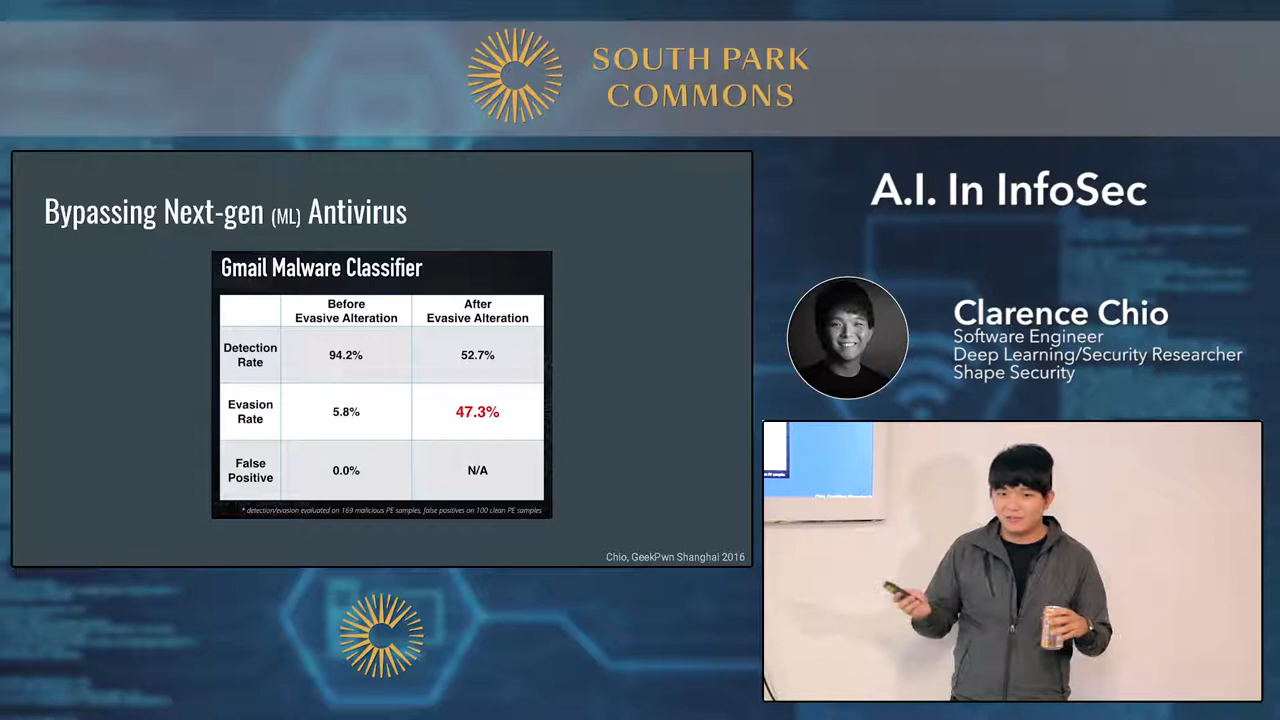 SOUTH PARK
COMMONS
Bypassing Next-gen (ML) Antivirus
Gmail Malware Classifier
Before
Evasive Alteration
After
Evasive Alteration
Detection
Rate
94.2%
52.7%
Evasion
Rate
5.8%
47.3%
False
Positive
0.0%
N/A
* detection/evasion evaluated on 169 malicious PE samples, false positives on 100 clean PE samples
Chio, GeekPwn Shanghai 2016
A.I. In InfoSec
Clarence Chio
Software Engineer
Deep Learning/Security Researcher
Shape Security